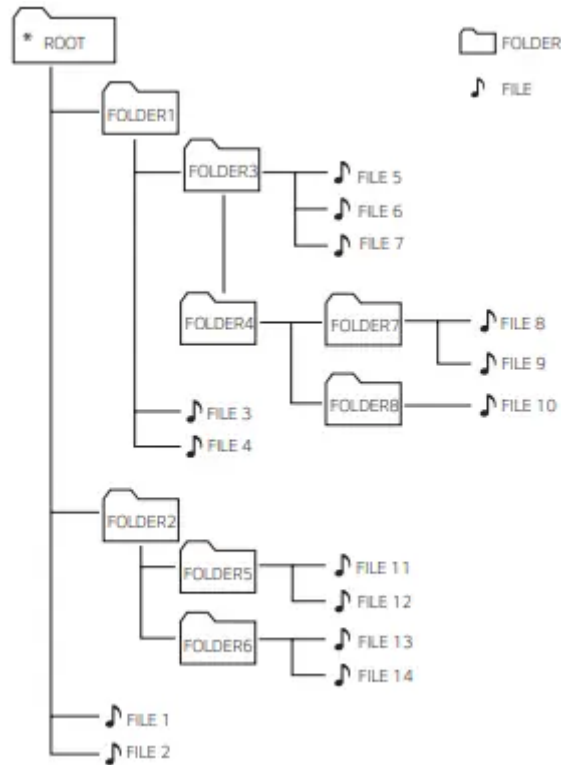 * ROOT
FOLDER
FILE
FOLDER1
FOLDER3
FILE 5
FILE 6
FILE 7
FOLDER4
FOLDER7
FILE 8
FILE 9
FOLDER8
FILE 10
FILE 3
FILE 4
FOLDER2
FOLDER5
FILE 11
FILE 12
FOLDER6
FILE 13
FILE 14
FILE 1
FILE 2